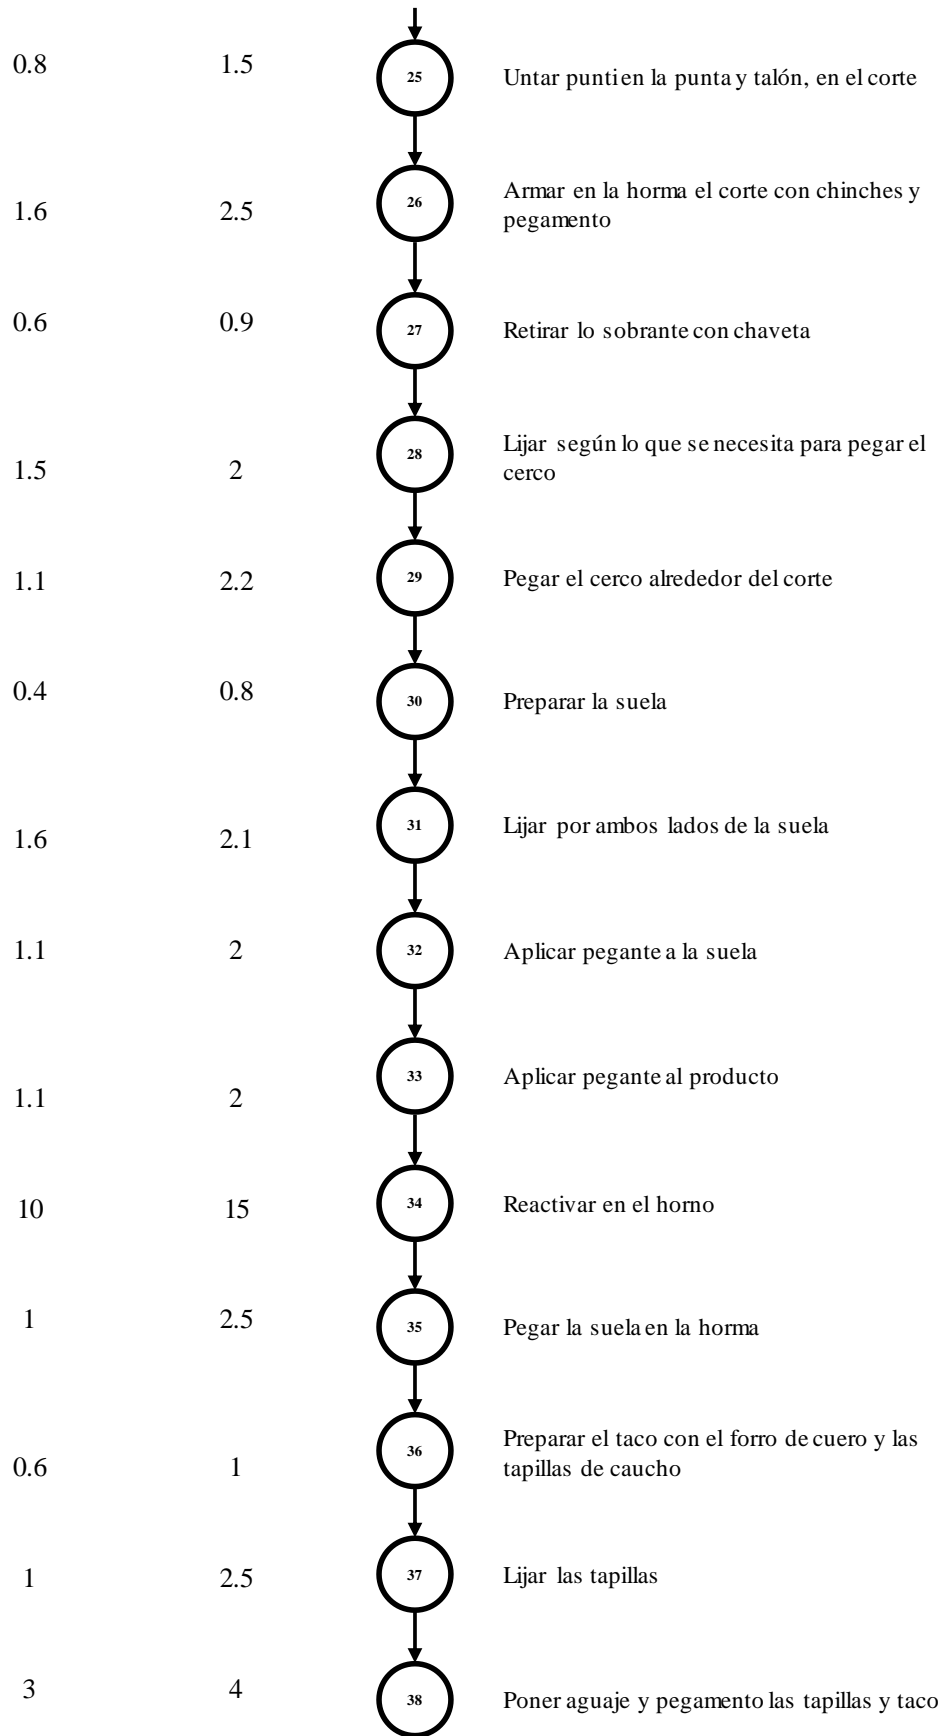 0.8 1.5 25 Untar punti en la punta y talón, en el corte
1.6 2.5 26 Armar en la horma el corte con chinches y
pegamento
0.6 0.9 27 Retirar lo sobrante con chaveta
1.5 2 28 Lijar según lo que se necesita para pegar el
cerco
1.1 2.2 29 Pegar el cerco alrededor del corte
0.4 0.8 30 Preparar la suela
1.6 2.1 31 Lijar por ambos lados de la suela
1.1 2 32 Aplicar pegante a la suela
1.1 2 33 Aplicar pegante al producto
10 15 34 Reactivar en el horno
1 2.5 35 Pegar la suela en la horma
0.6 1 36 Preparar el taco con el forro de cuero y las
tapillas de caucho
1 2.5 37 Lijar las tapillas
3 4 38 Poner aguaje y pegamento las tapillas y taco